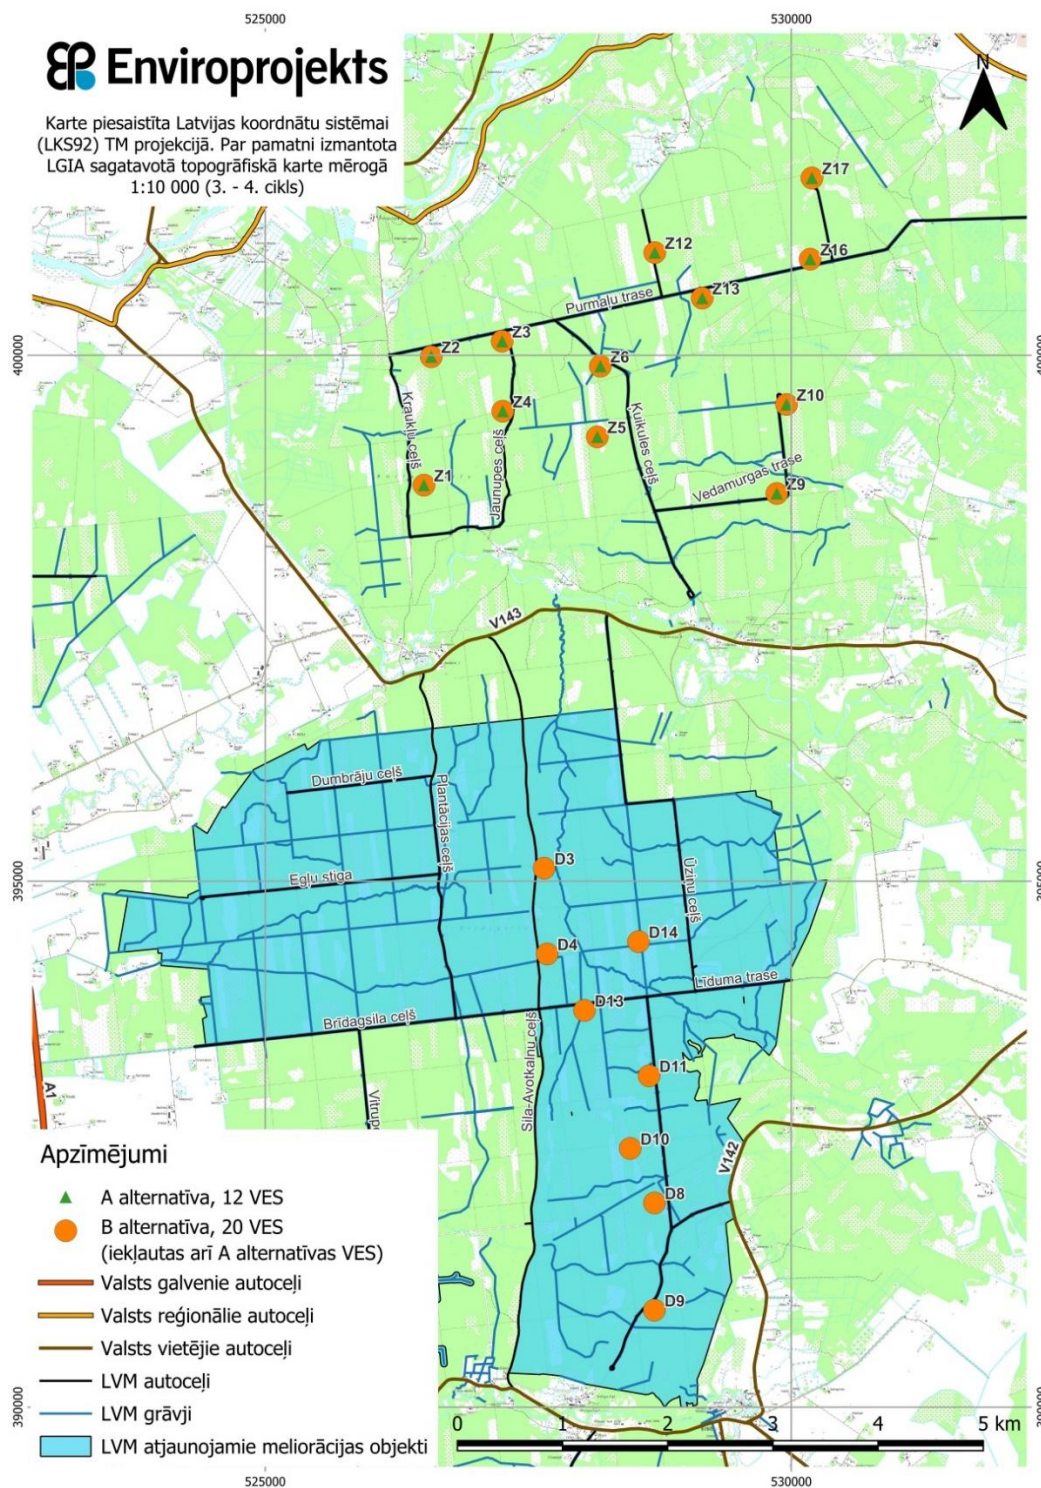 525000
530000
Enviroprojekts
Karte piesaistīta Latvijas koordnātu sistēmai
(LKS92) TM projekcijā. Par pamatni izmantota
LGIA sagatavotā topogrāfiskā karte mērogā
1:10 000 (3. - 4. cikls)
N
Z17
Z12
Z16
Z13
Purmaļu trase
Z3
Z2
400000
400000
Z6
Z10
Z4
Kraukļu ceļš
Jaunupes ceļš
Z5
Kuikules ceļš
Z1
Vedamurgas trase
Z9
V143
Dumbrāju ceļš
Plantācijas ceļš
D3
Egļu stiga
395000
395000
Ūziņu ceļš
D14
D4
Līduma trase
D13
Brīdagsila ceļš
Sila-Avotkalnu ceļš
A1
D11
D10
V142
D8
D9
Apzīmējumi
A alternatīva, 12 VES
B alternatīva, 20 VES
(iekļautas arī A alternatīvas VES)
Valsts galvenie autoceļi
Valsts reģionālie autoceļi
Valsts vietējie autoceļi
LVM autoceļi
LVM grāvji
LVM atjaunojamie meliorācijas objekti
390000
390000
0 1 2 3 4 5 km
525000
530000